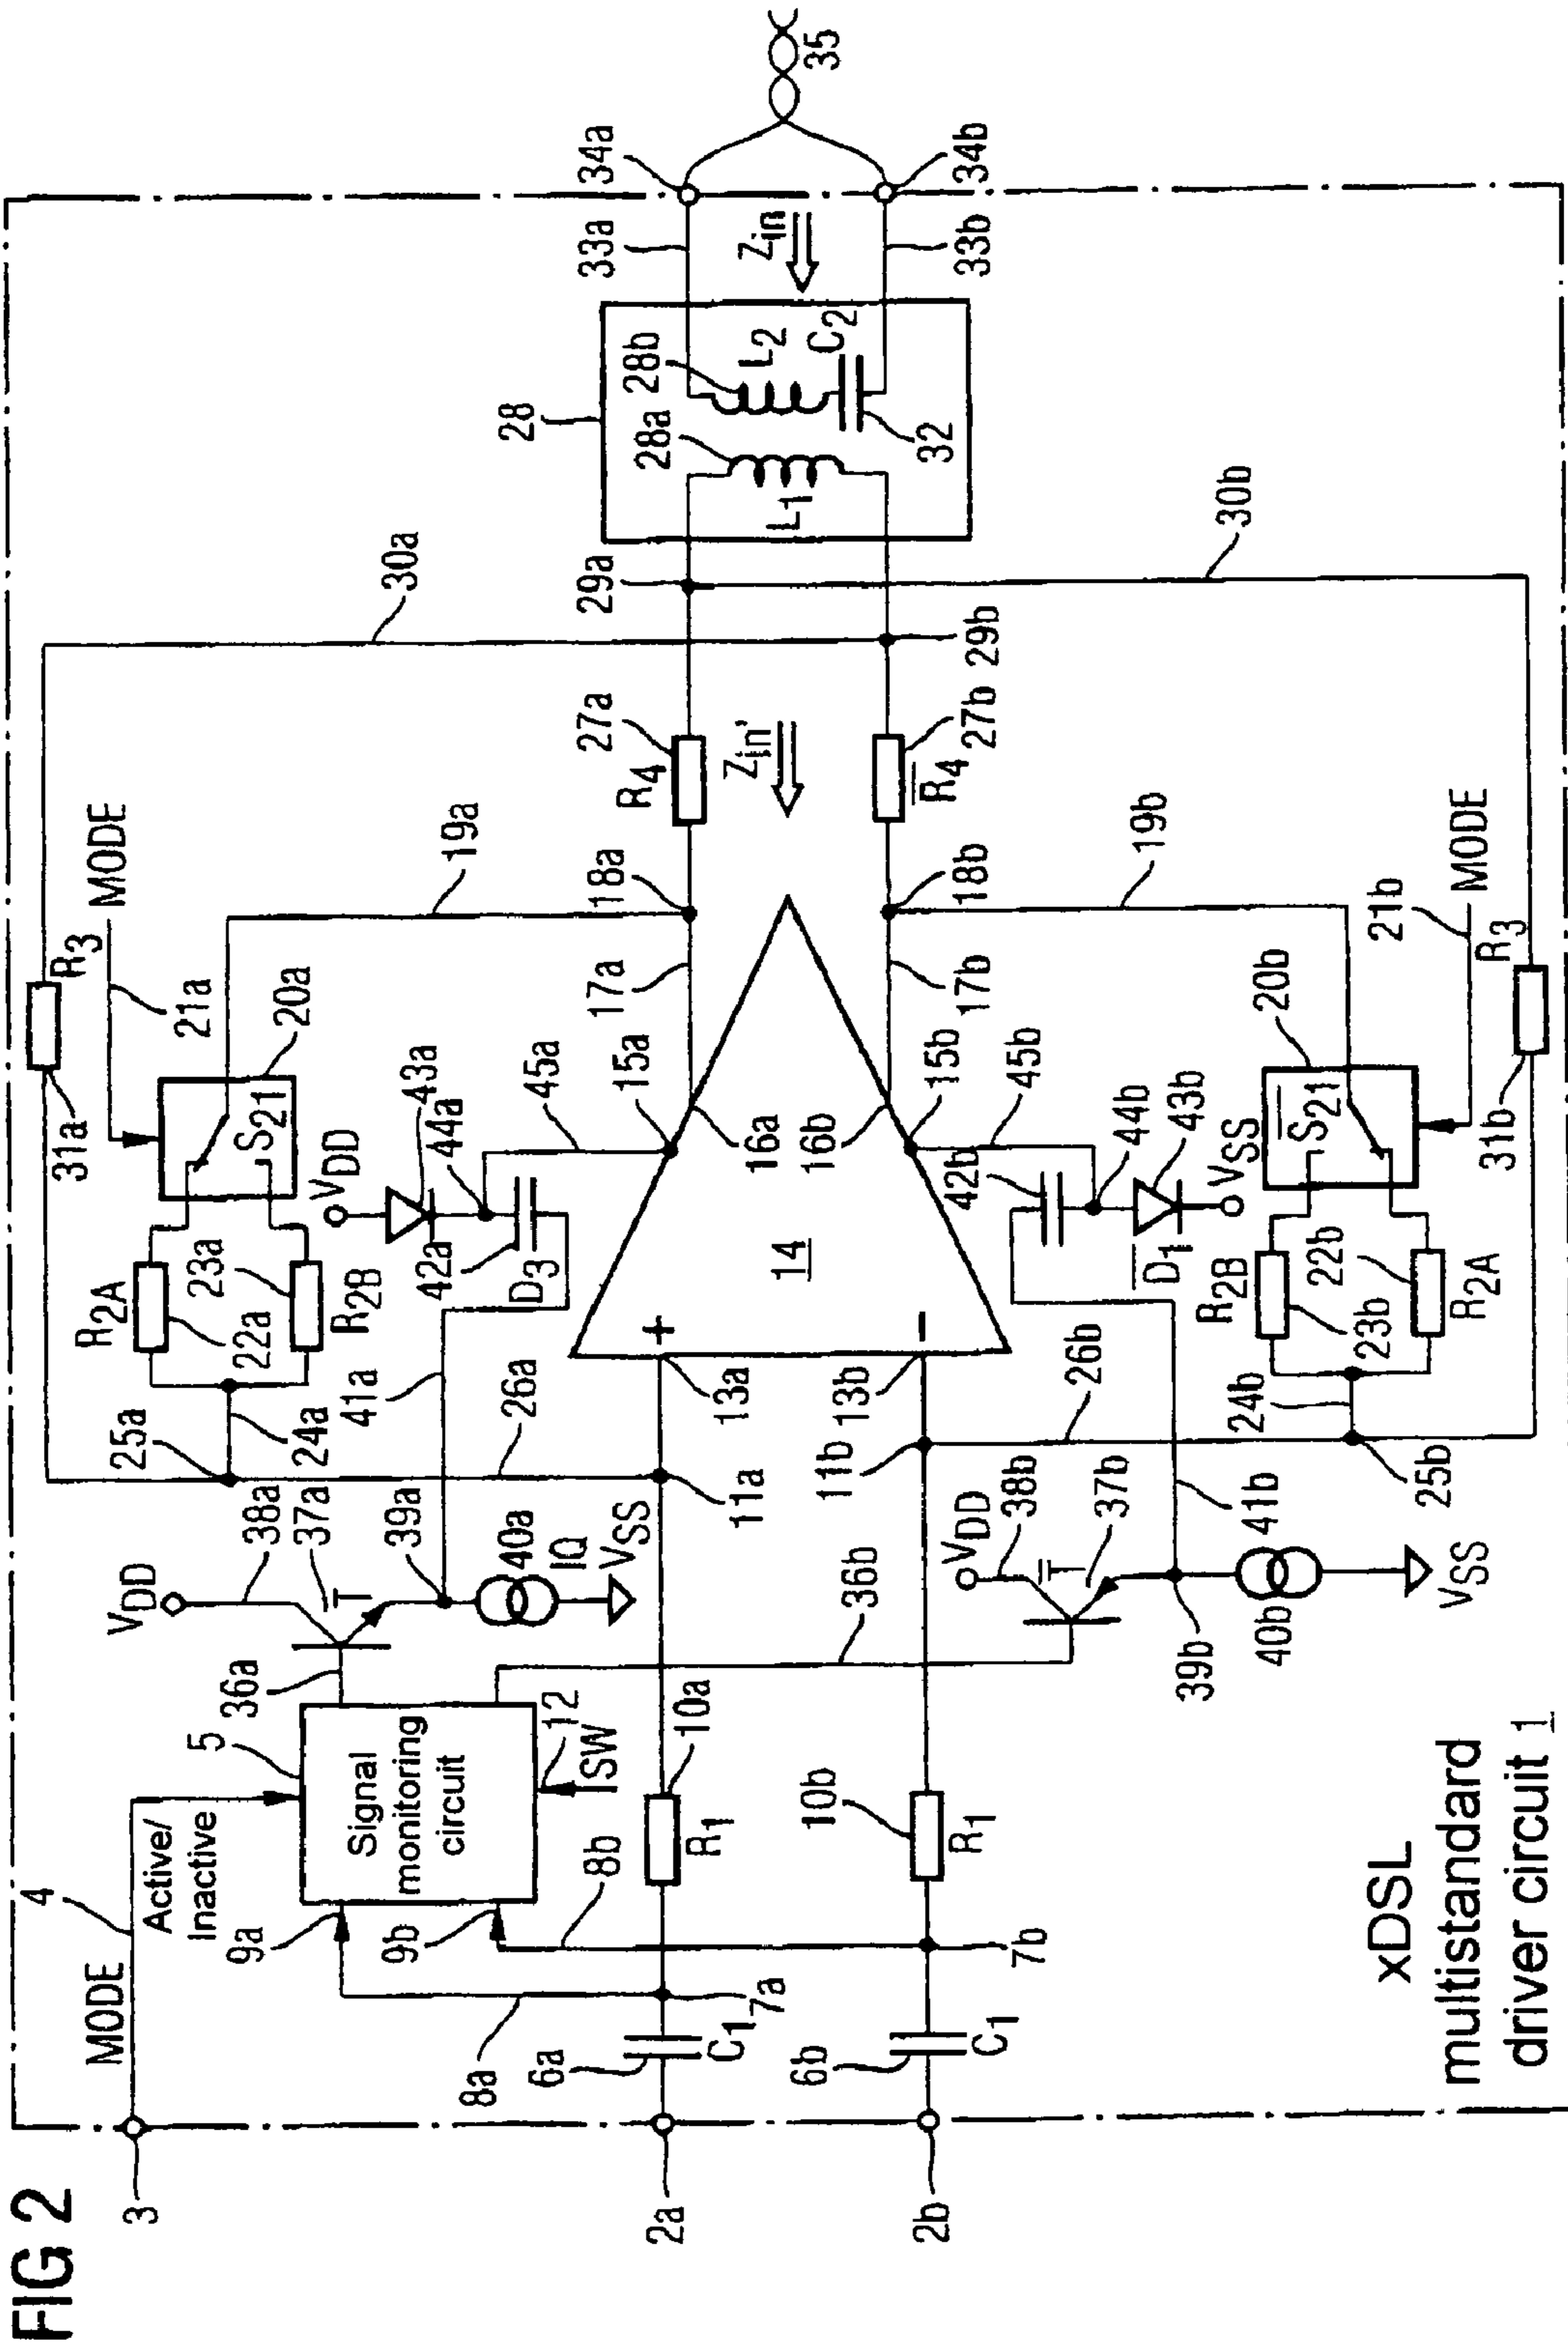 FIG 2
3
MODE
4
Active/
Inactive
5
Signal
monitoring
circuit
9a
9b
8a
8b
12
ISW
36a
36b
VDD
38a
37a
T
39a
40a
IQ
VSS
41a
25a
24a
26a
R2A
22a
23a
R2B
31a
R3
MODE
21a
20a
S21
VDD
43a
44a
42a
D3
45a
15a
19a
30a
2a
6a
C1
7a
10a
R1
11a
13a
+
14
16a
17a
18a
27a
R4
29a
Zin'
28
28a
L1
28b
L2
C2
32
33a
34a
Zin
35
2b
6b
C1
7b
10b
R1
11b
13b
−
16b
17b
18b
27b
R4
29b
33b
34b
VDD
38b
T
37b
39b
40b
VSS
41b
26b
24b
25b
R2B
23b
22b
R2A
42b
D1
44b
43b
VSS
45b
15b
20b
S21
19b
21b
MODE
31b
R3
30b
xDSL
multistandard
driver circuit 1